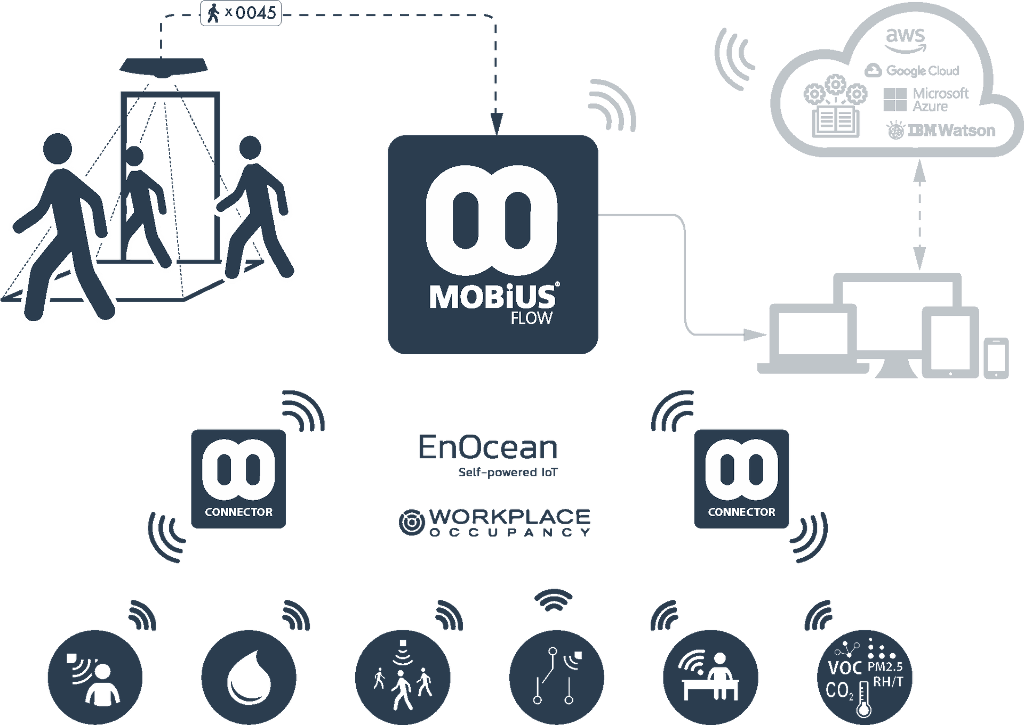 x 0045
aws
Google Cloud
Microsoft
Azure
IBM Watson
MOBiUS®
FLOW
EnOcean
Self-powered IoT
CONNECTOR
CONNECTOR
WORKPLACE
OCCUPANCY
VOC PM2.5
CO₂ RH/T